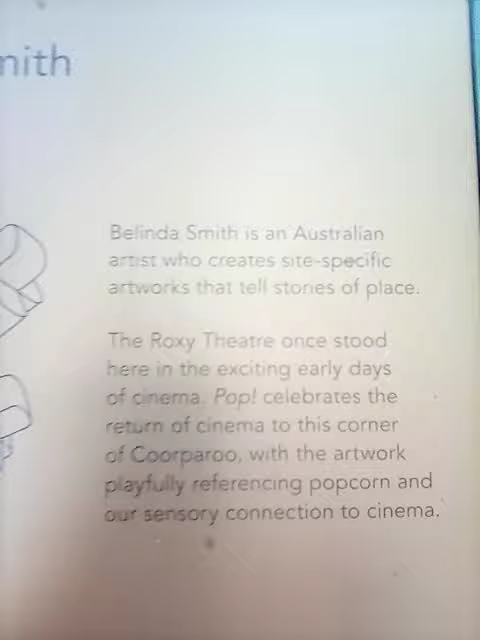 mith
Belinda Smith is an Australian
artist who creates site-specific
artworks that tell stories of place.
The Roxy Theatre once stood
here in the exciting early days
of cinema. Pop! celebrates the
return of cinema to this corner
of Coorparoo, with the artwork
playfully referencing popcorn and
our sensory connection to cinema.